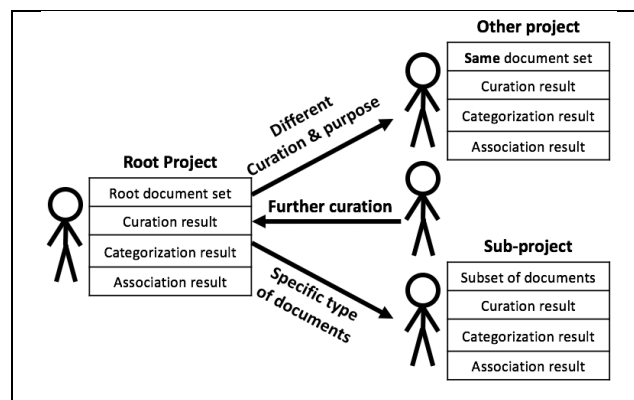 Other project
Same document set
Curation result
Categorization result
Association result
Different
Curation & purpose
Root Project
Root document set
Curation result
Categorization result
Association result
Further curation
Specific type
of documents
Sub-project
Subset of documents
Curation result
Categorization result
Association result